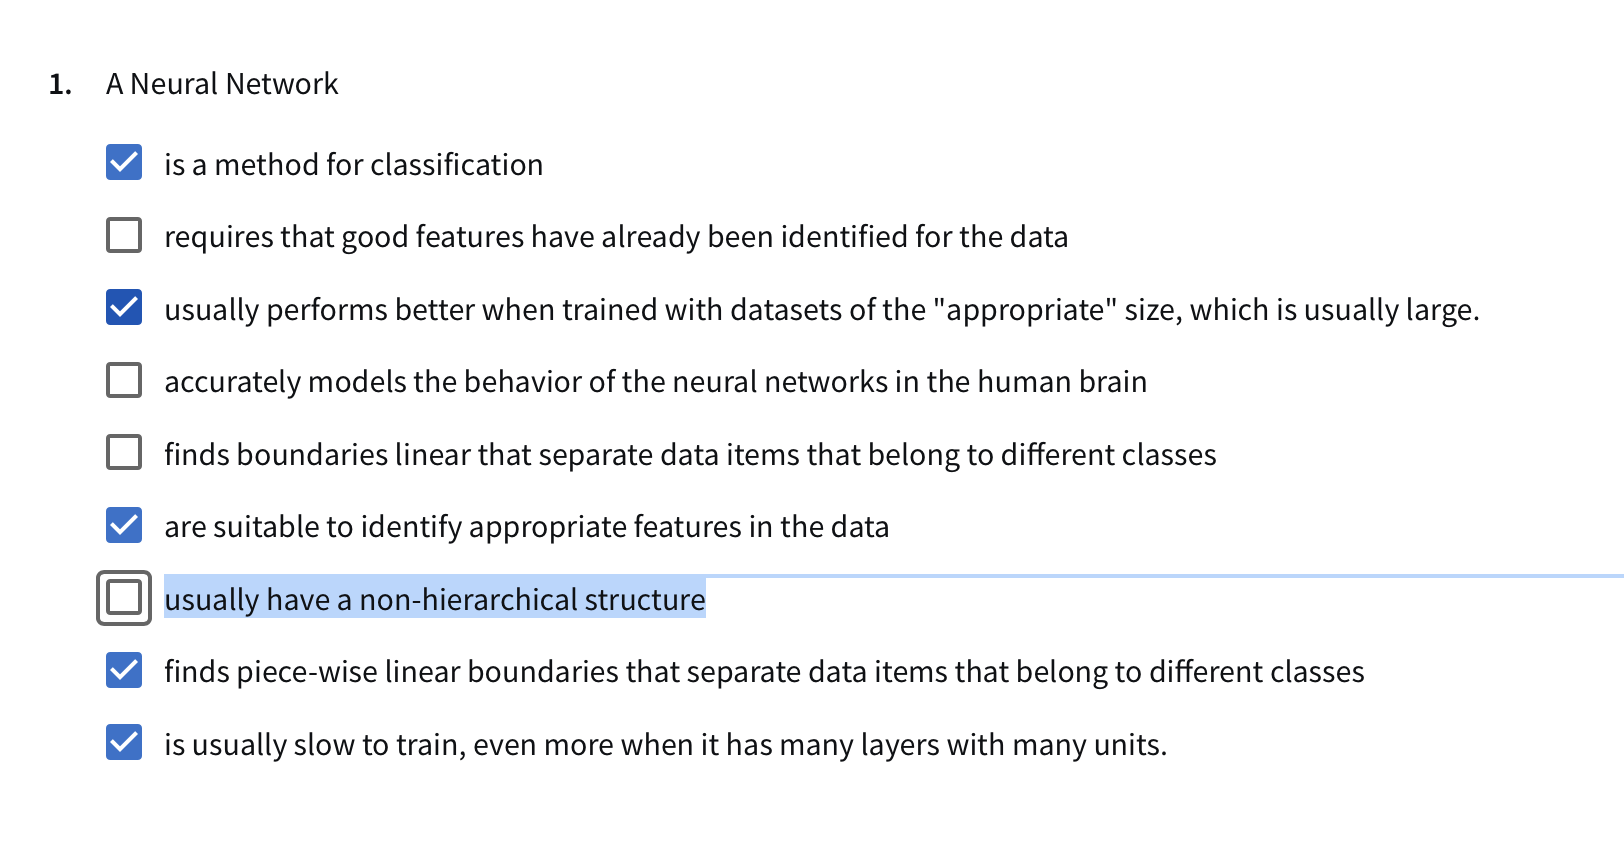 1. A Neural Network
is a method for classification
requires that good features have already been identified for the data
usually performs better when trained with datasets of the "appropriate" size, which is usually large.
accurately models the behavior of the neural networks in the human brain
finds boundaries linear that separate data items that belong to different classes
are suitable to identify appropriate features in the data
usually have a non-hierarchical structure
finds piece-wise linear boundaries that separate data items that belong to different classes
is usually slow to train, even more when it has many layers with many units.